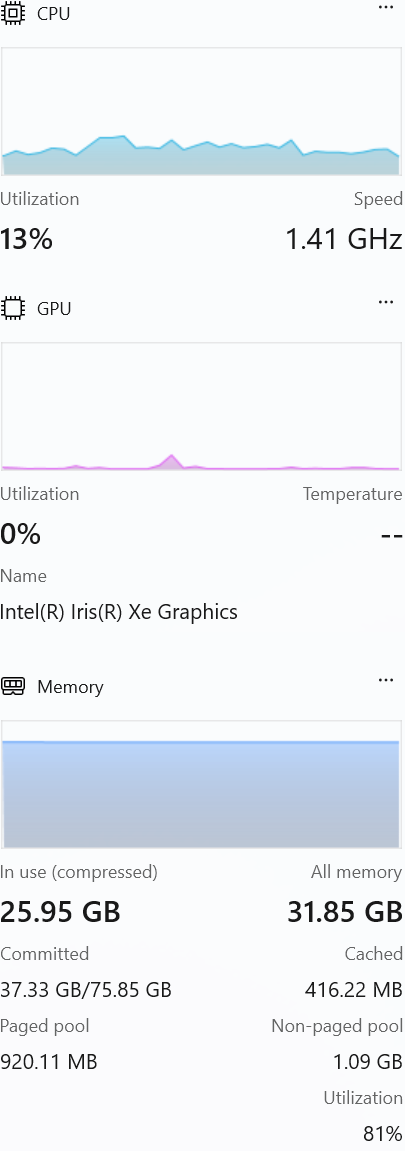 CPU ...
Utilization Speed
13% 1.41 GHz
GPU ...
Utilization Temperature
0% --
Name
Intel(R) Iris(R) Xe Graphics
Memory ...
In use (compressed) All memory
25.95 GB 31.85 GB
Committed Cached
37.33 GB/75.85 GB 416.22 MB
Paged pool Non-paged pool
920.11 MB 1.09 GB
Utilization
81%